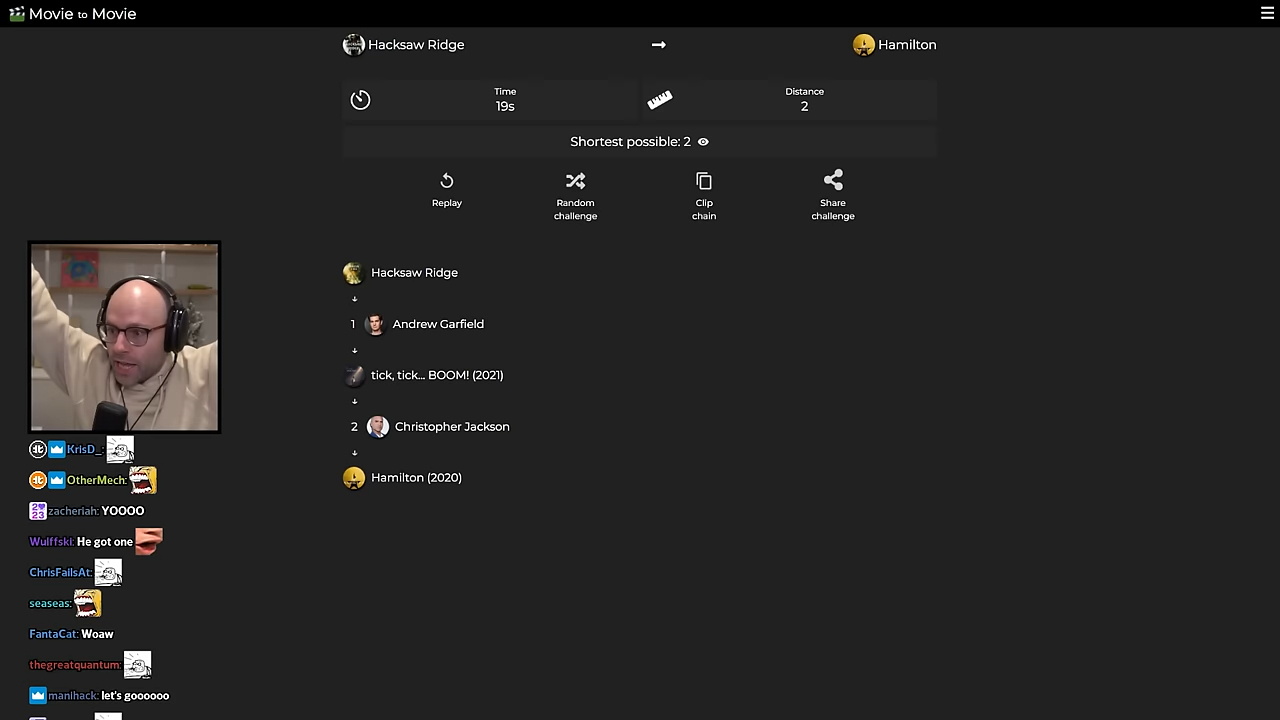 Movie to Movie
Hacksaw Ridge
Hamilton
Time
19s
Distance
2
Shortest possible: 2
Replay
Random
challenge
Clip
chain
Share
challenge
Hacksaw Ridge
1 Andrew Garfield
tick, tick... BOOM! (2021)
2 Christopher Jackson
Hamilton (2020)
KrisD_:
OtherMech:
zacheriah: YOOOO
Wulffski: He got one
ChrisFailsAt:
seaseas:
FantaCat: Woaw
thegreatquantum:
man1hack: let's goooooo